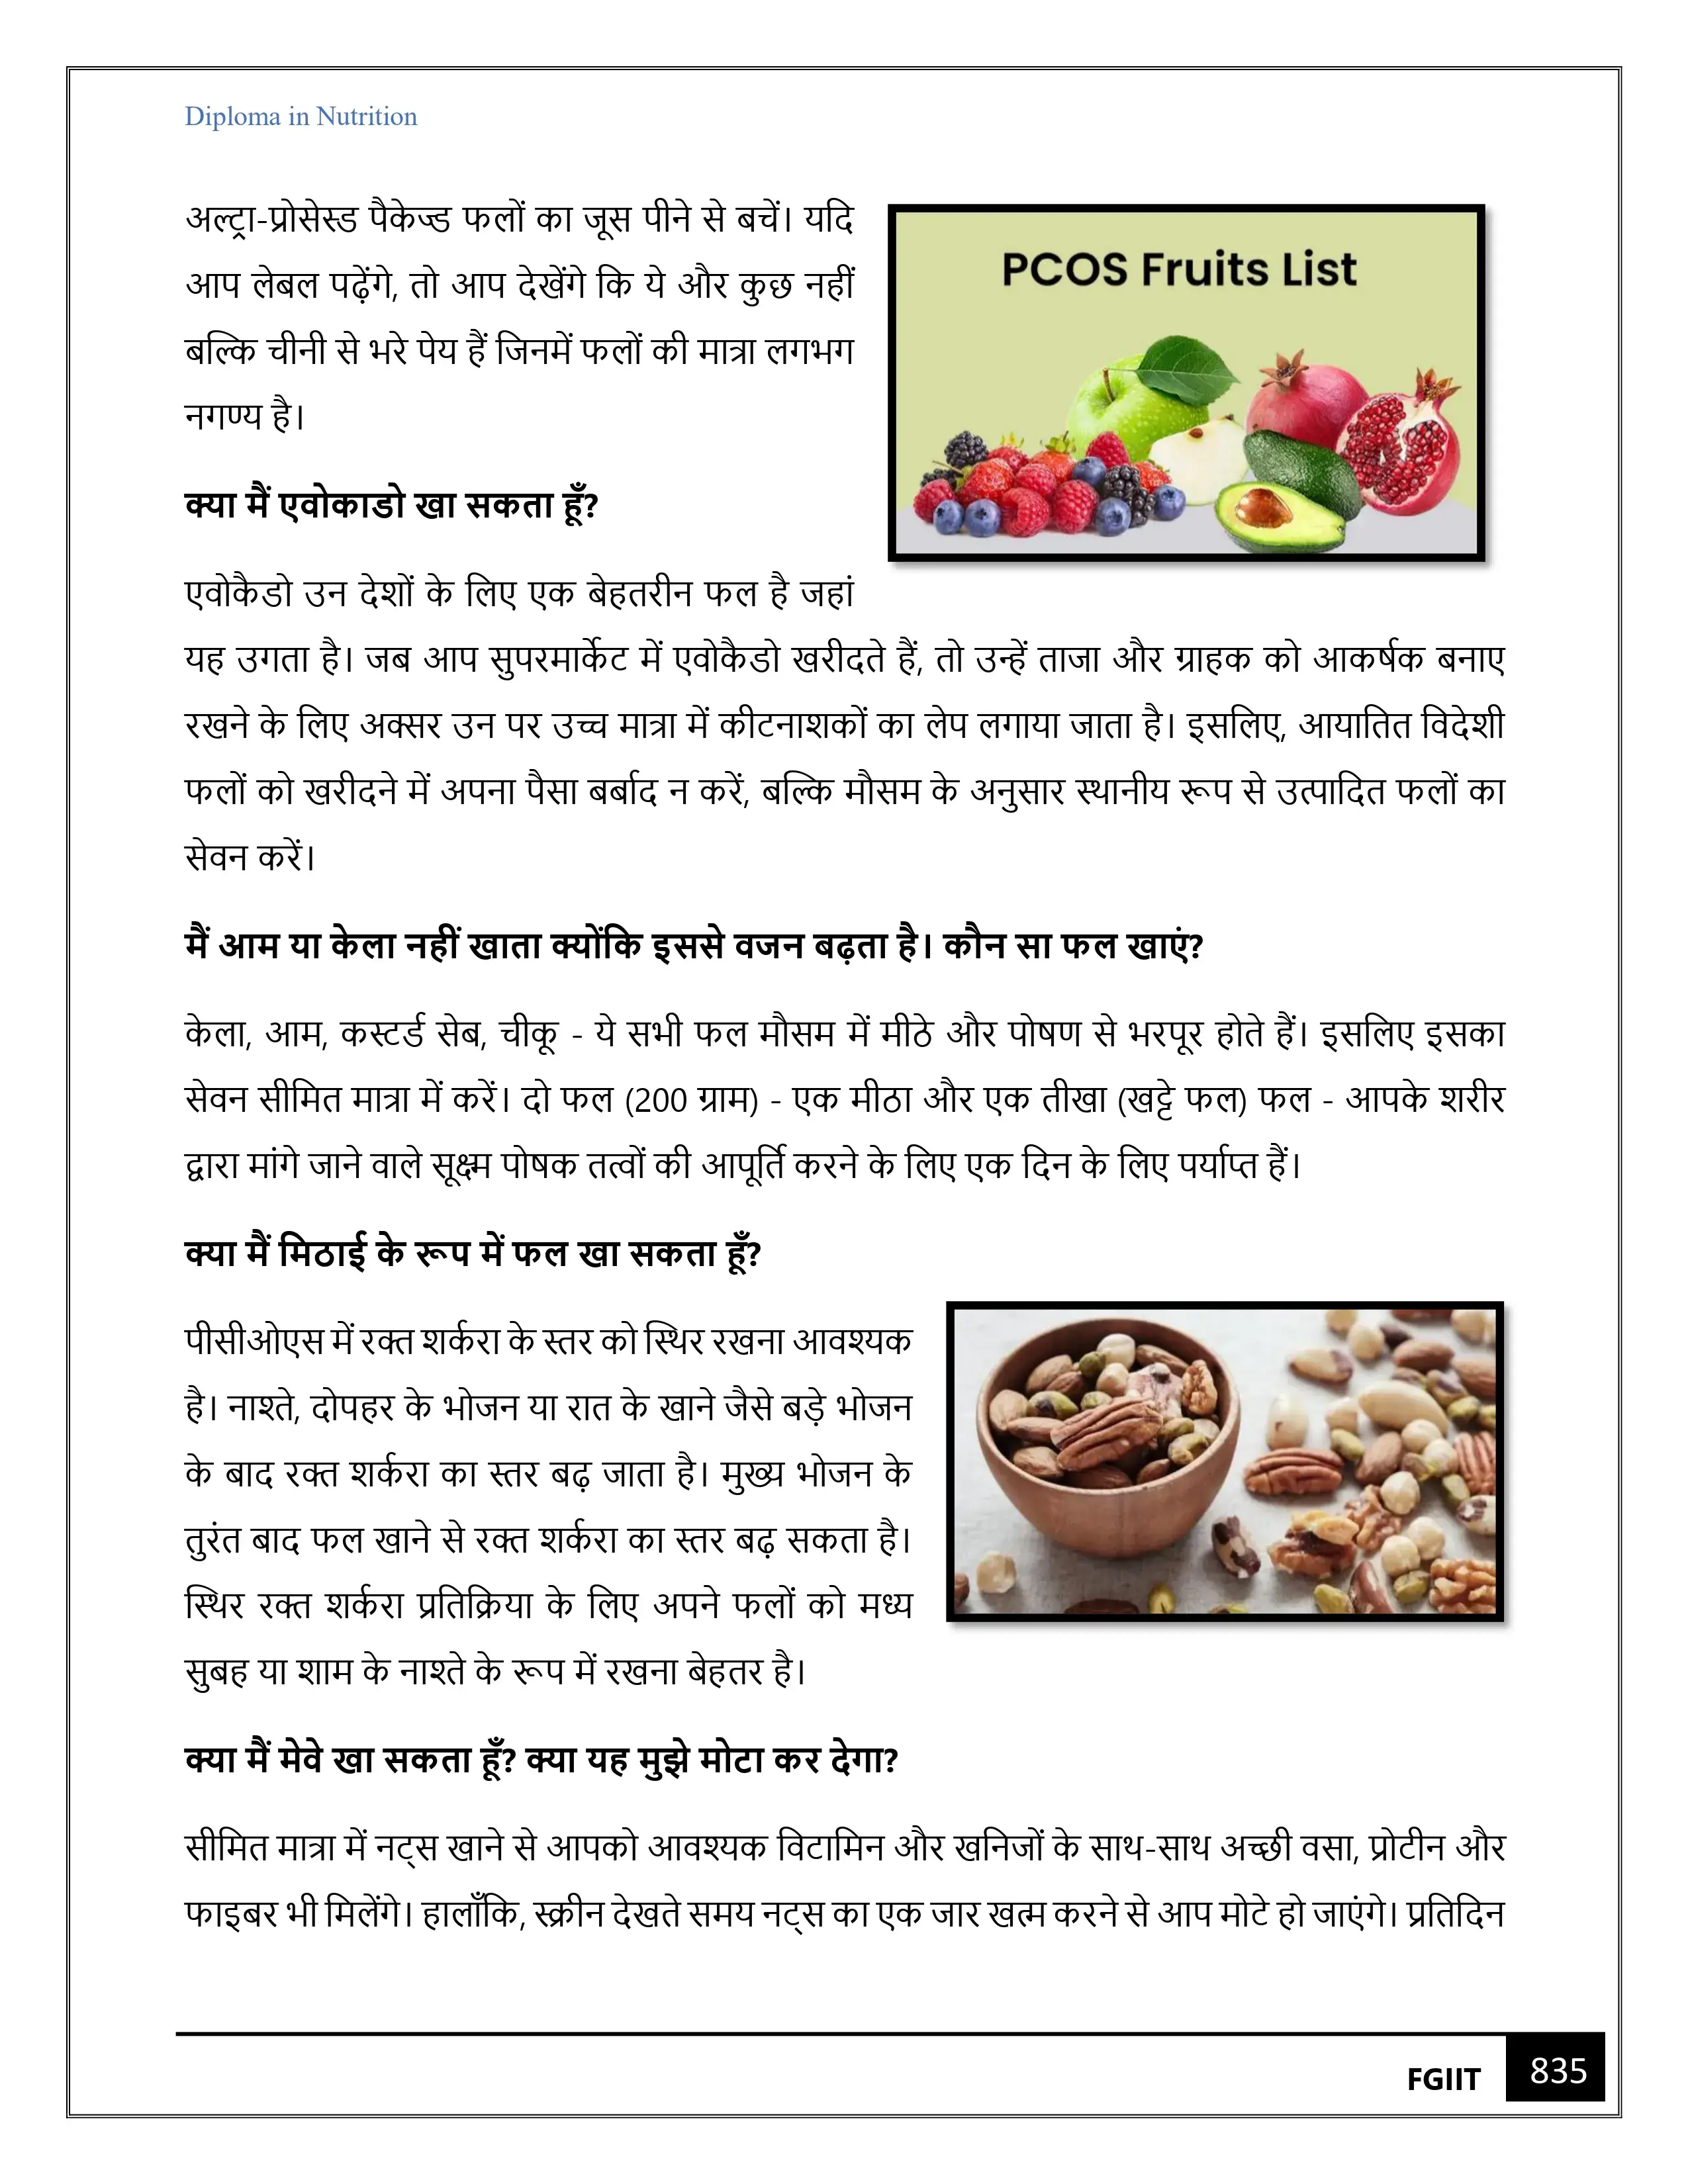 Diploma in Nutrition
अल्ट्रा-प्रोसेस्ड पैकेज्ड फलों का जूस पीने से बचें। यदि
आप लेबल पढ़ेंगे, तो आप देखेंगे कि ये और कुछ नहीं
बल्कि चीनी से भरे पेय हैं जिनमें फलों की मात्रा लगभग
नगण्य है।
PCOS Fruits List
क्या मैं एवोकाडो खा सकता हूँ?
एवोकैडो उन देशों के लिए एक बेहतरीन फल है जहां
यह उगता है। जब आप सुपरमार्केट में एवोकैडो खरीदते हैं, तो उन्हें ताजा और ग्राहक को आकर्षक बनाए
रखने के लिए अक्सर उन पर उच्च मात्रा में कीटनाशकों का लेप लगाया जाता है। इसलिए, आयातित विदेशी
फलों को खरीदने में अपना पैसा बर्बाद न करें, बल्कि मौसम के अनुसार स्थानीय रूप से उत्पादित फलों का
सेवन करें।
मैं आम या केला नहीं खाता क्योंकि इससे वजन बढ़ता है। कौन सा फल खाएं?
केला, आम, कस्टर्ड सेब, चीकू - ये सभी फल मौसम में मीठे और पोषण से भरपूर होते हैं। इसलिए इसका
सेवन सीमित मात्रा में करें। दो फल (200 ग्राम) - एक मीठा और एक तीखा (खट्टे फल) फल - आपके शरीर
द्वारा मांगे जाने वाले सूक्ष्म पोषक तत्वों की आपूर्ति करने के लिए एक दिन के लिए पर्याप्त हैं।
क्या मैं मिठाई के रूप में फल खा सकता हूँ?
पीसीओएस में रक्त शर्करा के स्तर को स्थिर रखना आवश्यक
है। नाश्ते, दोपहर के भोजन या रात के खाने जैसे बड़े भोजन
के बाद रक्त शर्करा का स्तर बढ़ जाता है। मुख्य भोजन के
तुरंत बाद फल खाने से रक्त शर्करा का स्तर बढ़ सकता है।
स्थिर रक्त शर्करा प्रतिक्रिया के लिए अपने फलों को मध्य
सुबह या शाम के नाश्ते के रूप में रखना बेहतर है।
क्या मैं मेवे खा सकता हूँ? क्या यह मुझे मोटा कर देगा?
सीमित मात्रा में नट्स खाने से आपको आवश्यक विटामिन और खनिजों के साथ-साथ अच्छी वसा, प्रोटीन और
फाइबर भी मिलेंगे। हालाँकि, स्क्रीन देखते समय नट्स का एक जार खत्म करने से आप मोटे हो जाएंगे। प्रतिदिन
FGIIT 835